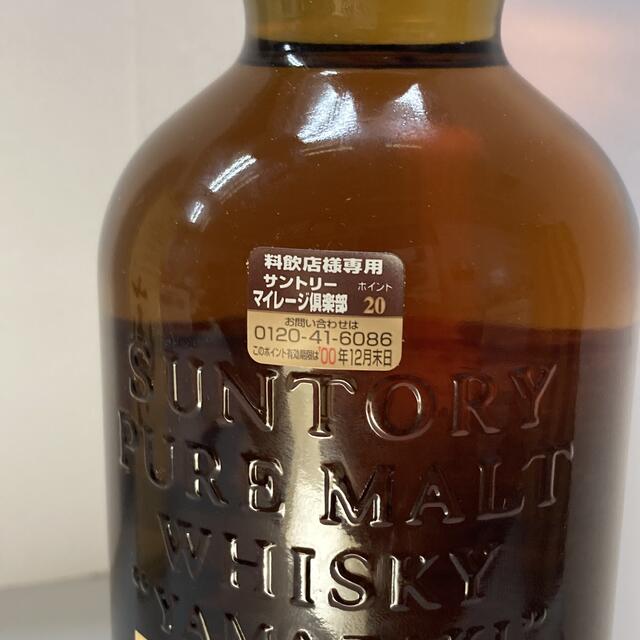 料飲店様専用
サントリー
マイレージ倶楽部
ポイント
20
お問い合わせは
0120-41-6086
このポイント有効期限は'00年12月末日
SUNTORY
PURE MALT
WHISKY
"YAMAZAKI"